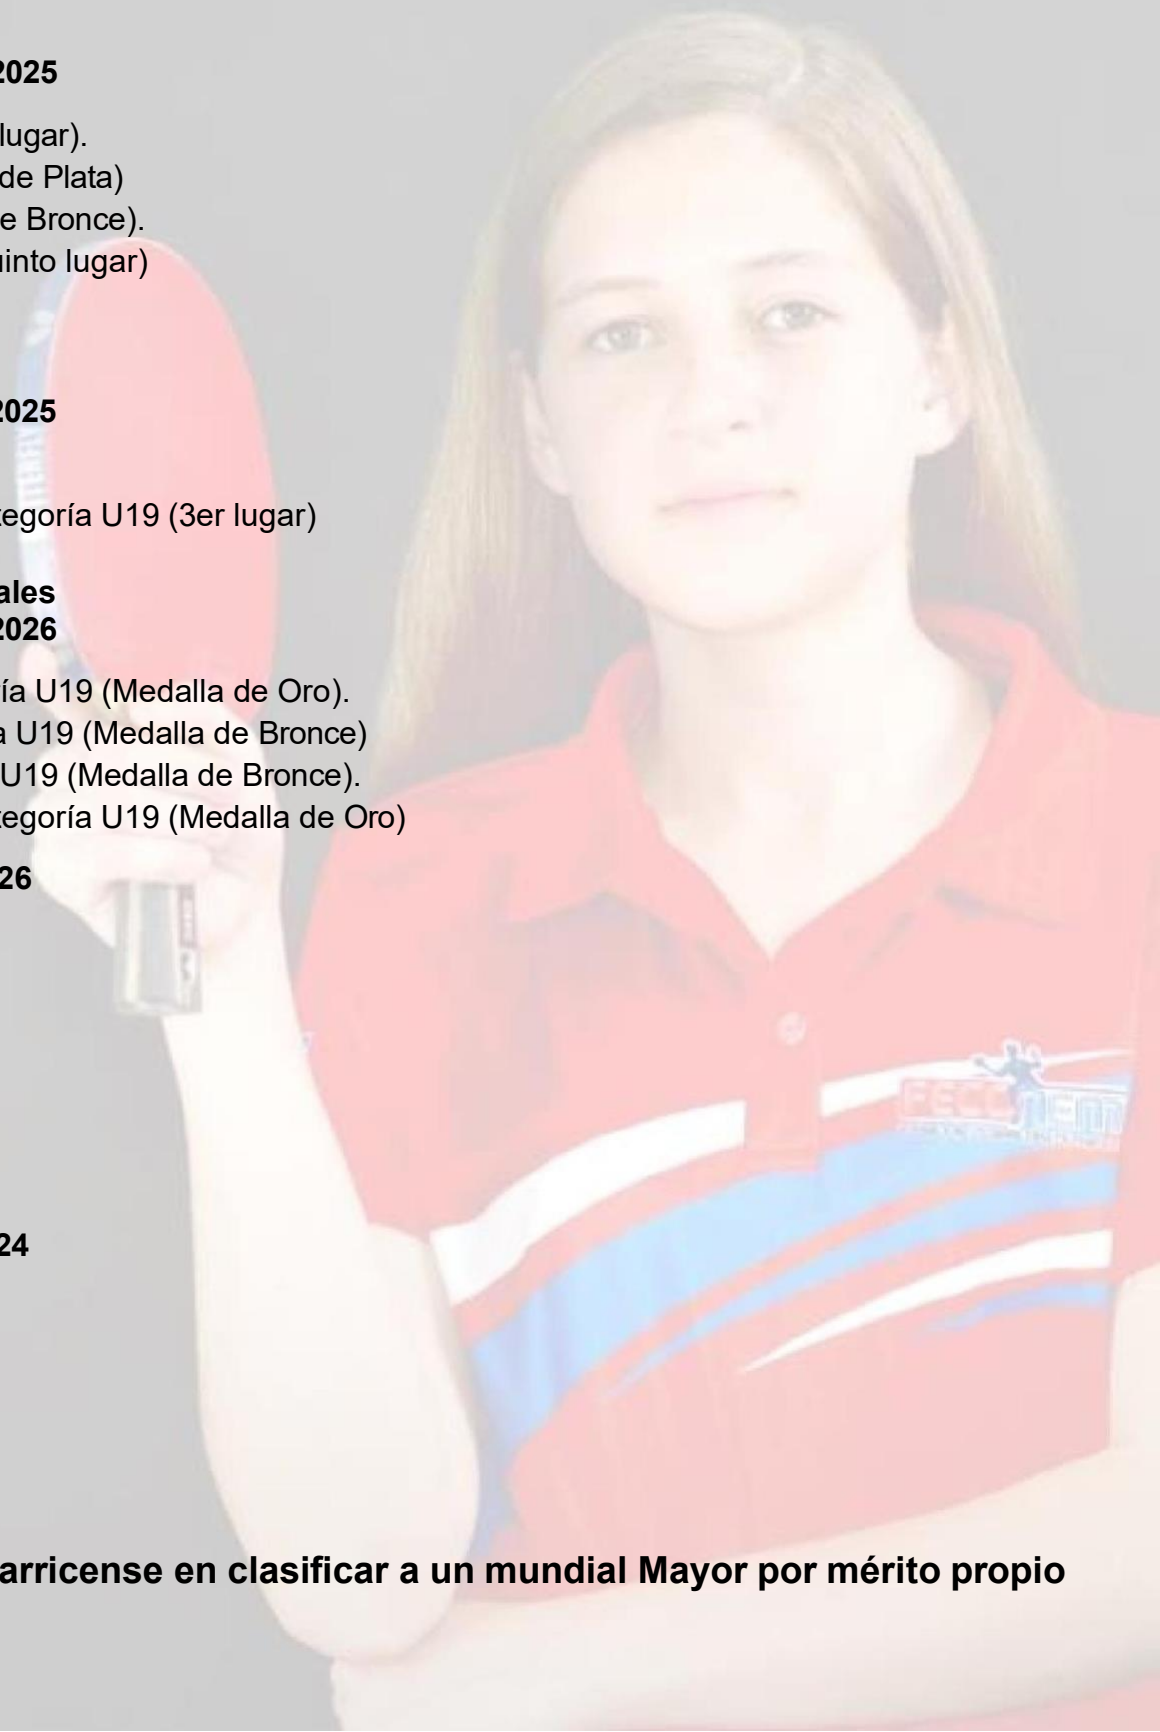 2025
lugar).
de Plata)
e Bronce).
uinto lugar)
2025
tegoría U19 (3er lugar)
ales
2026
ía U19 (Medalla de Oro).
a U19 (Medalla de Bronce)
U19 (Medalla de Bronce).
tegoría U19 (Medalla de Oro)
26
24
arricense en clasificar a un mundial Mayor por mérito propio